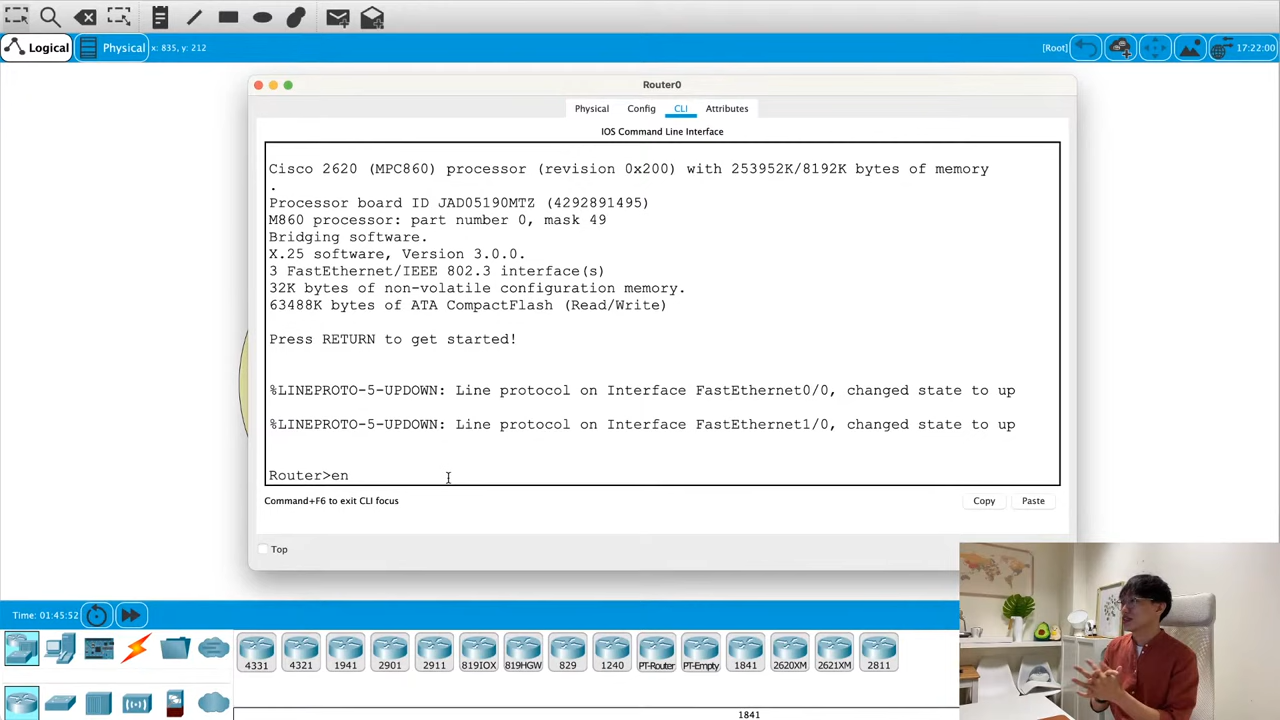 Logical
Physical
x: 835, y: 212
[Root]
17:22:00
Router0
Physical
Config
CLI
Attributes
IOS Command Line Interface
Cisco 2620 (MPC860) processor (revision 0x200) with 253952K/8192K bytes of memory
.
Processor board ID JAD05190MTZ (4292891495)
M860 processor: part number 0, mask 49
Bridging software.
X.25 software, Version 3.0.0.
3 FastEthernet/IEEE 802.3 interface(s)
32K bytes of non-volatile configuration memory.
63488K bytes of ATA CompactFlash (Read/Write)
Press RETURN to get started!
%LINEPROTO-5-UPDOWN: Line protocol on Interface FastEthernet0/0, changed state to up
%LINEPROTO-5-UPDOWN: Line protocol on Interface FastEthernet1/0, changed state to up
Router>en
Command+F6 to exit CLI focus
Copy
Paste
Top
Time: 01:45:52
4331
4321
1941
2901
2911
819IOX
819HGW
829
1240
PT-Router
PT-Empty
1841
2620XM
2621XM
2811
1841